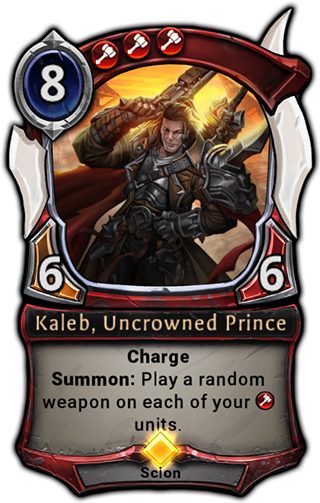 8
6
6
Kaleb, Uncrowned Prince
Charge
Summon: Play a random
weapon on each of your
units.
Scion